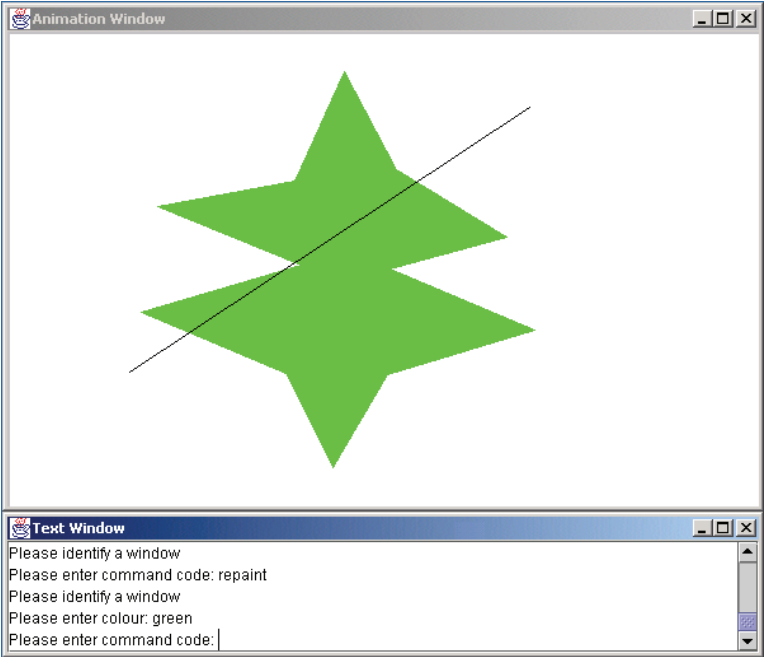 Animation Window
Text Window
Please identify a window
Please enter command code: repaint
Please identify a window
Please enter colour: green
Please enter command code: